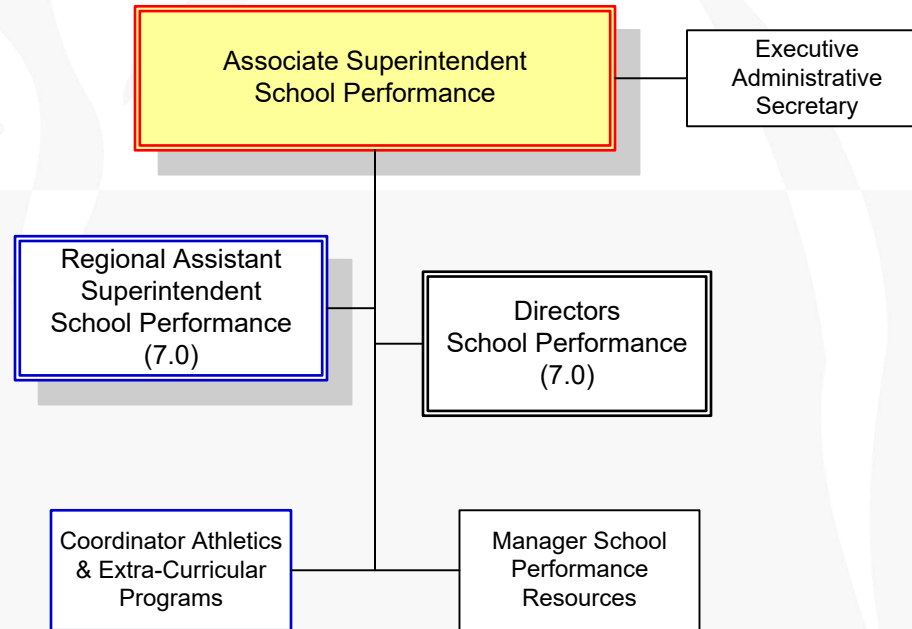 Associate Superintendent
School Performance
Executive
Administrative
Secretary
Regional Assistant
Superintendent
School Performance
(7.0)
Directors
School Performance
(7.0)
Coordinator Athletics
& Extra-Curricular
Programs
Manager School
Performance
Resources